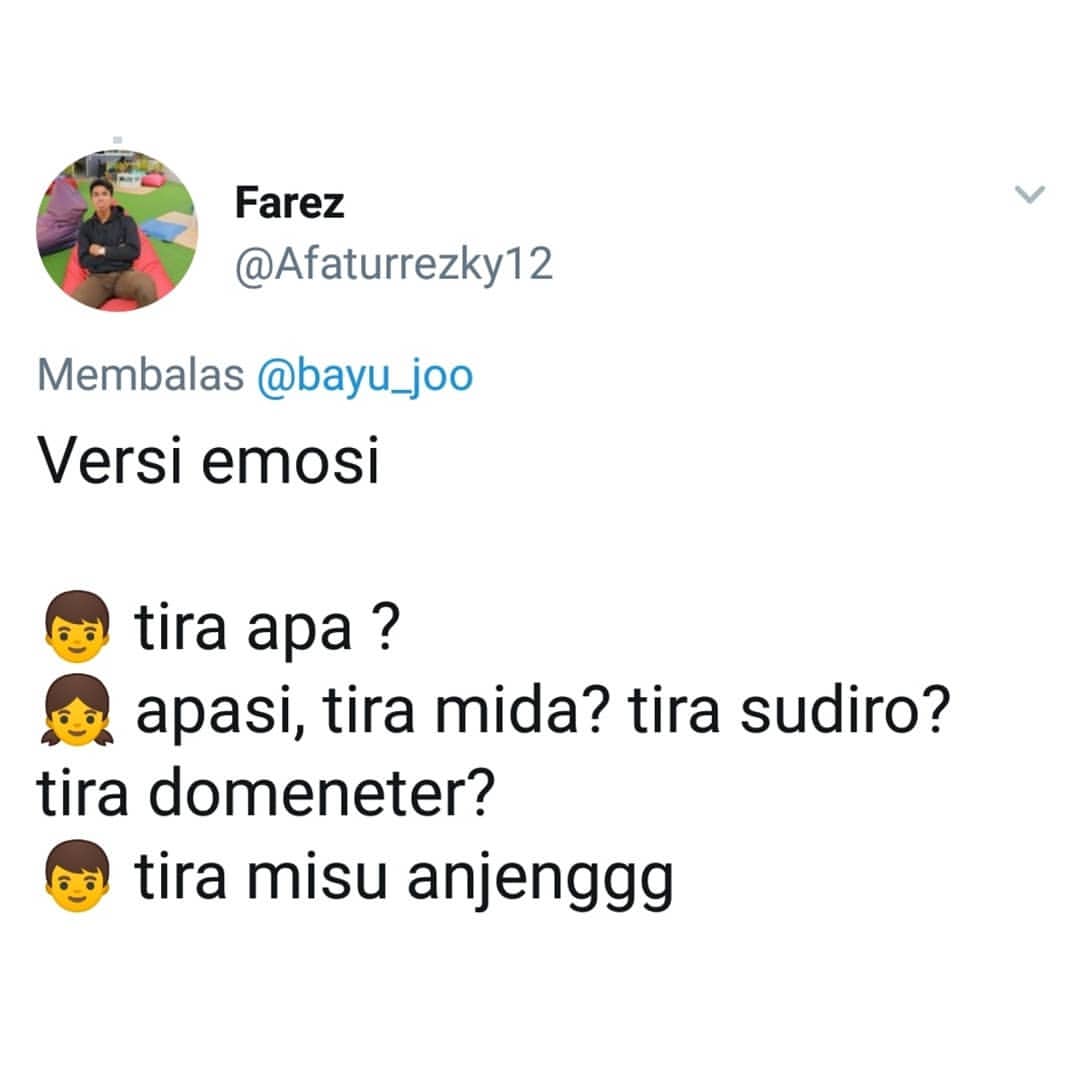 Farez
@Afaturrezky12
Membalas @bayu_joo
Versi emosi
👦 tira apa ?
👧 apasi, tira mida? tira sudiro?
tira domeneter?
👦 tira misu anjenggg